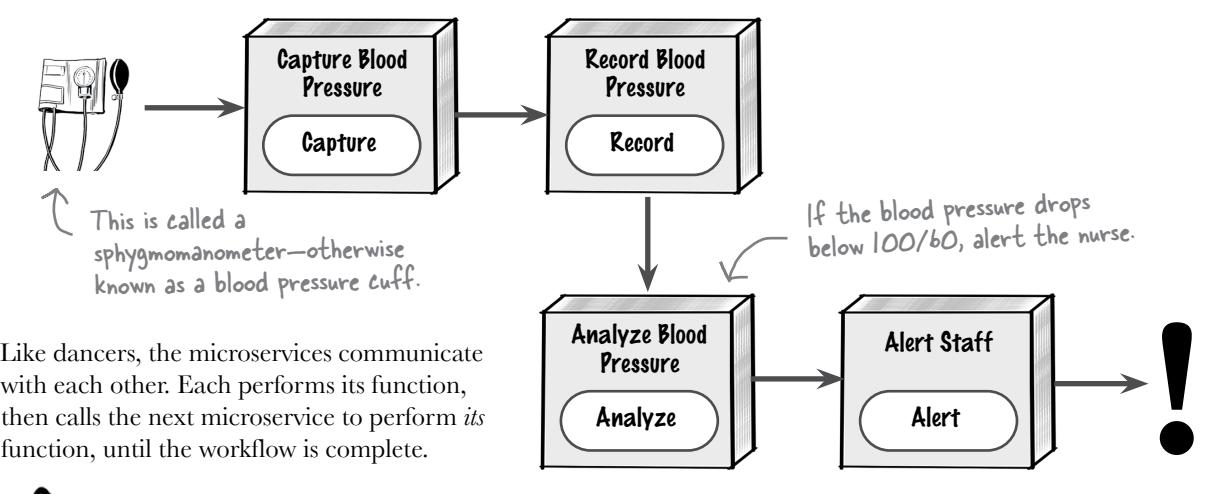 Capture Blood
Pressure
Capture
Record Blood
Pressure
Record
This is called a
sphygmomanometer—otherwise
known as a blood pressure cuff.
If the blood pressure drops
below 100/60, alert the nurse.
Analyze Blood
Pressure
Analyze
Alert Staff
Alert
!
Like dancers, the microservices communicate
with each other. Each performs its function,
then calls the next microservice to perform its
function, until the workflow is complete.